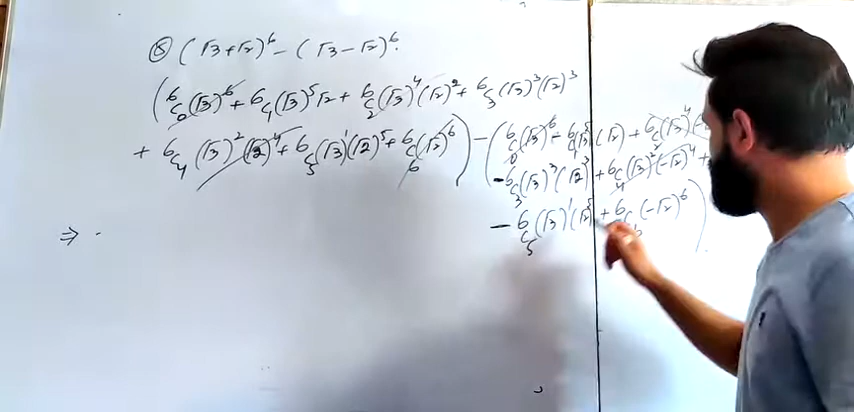 ⑧ (√3+√2)^6 – (√3–√2)^6.
(⁶C₀(√3)^6 + ⁶C₁(√3)^5√2 + ⁶C₂(√3)^4(√2)^2 + ⁶C₃(√3)^3(√2)^3
+ ⁶C₄(√3)^2(√2)^4 + ⁶C₅(√3)^1(√2)^5 + ⁶C₆(√2)^6) – (⁶C₀(√3)^6 – ⁶C₁(√3)^5(√2) + ⁶C₂(√3)^4
– ⁶C₃(√3)^3(√2)^3 + ⁶C₄(√3)^2(–√2)^4 +
– ⁶C₅(√3)^1(√2)^5 + ⁶C₆(–√2)^6)
⇒